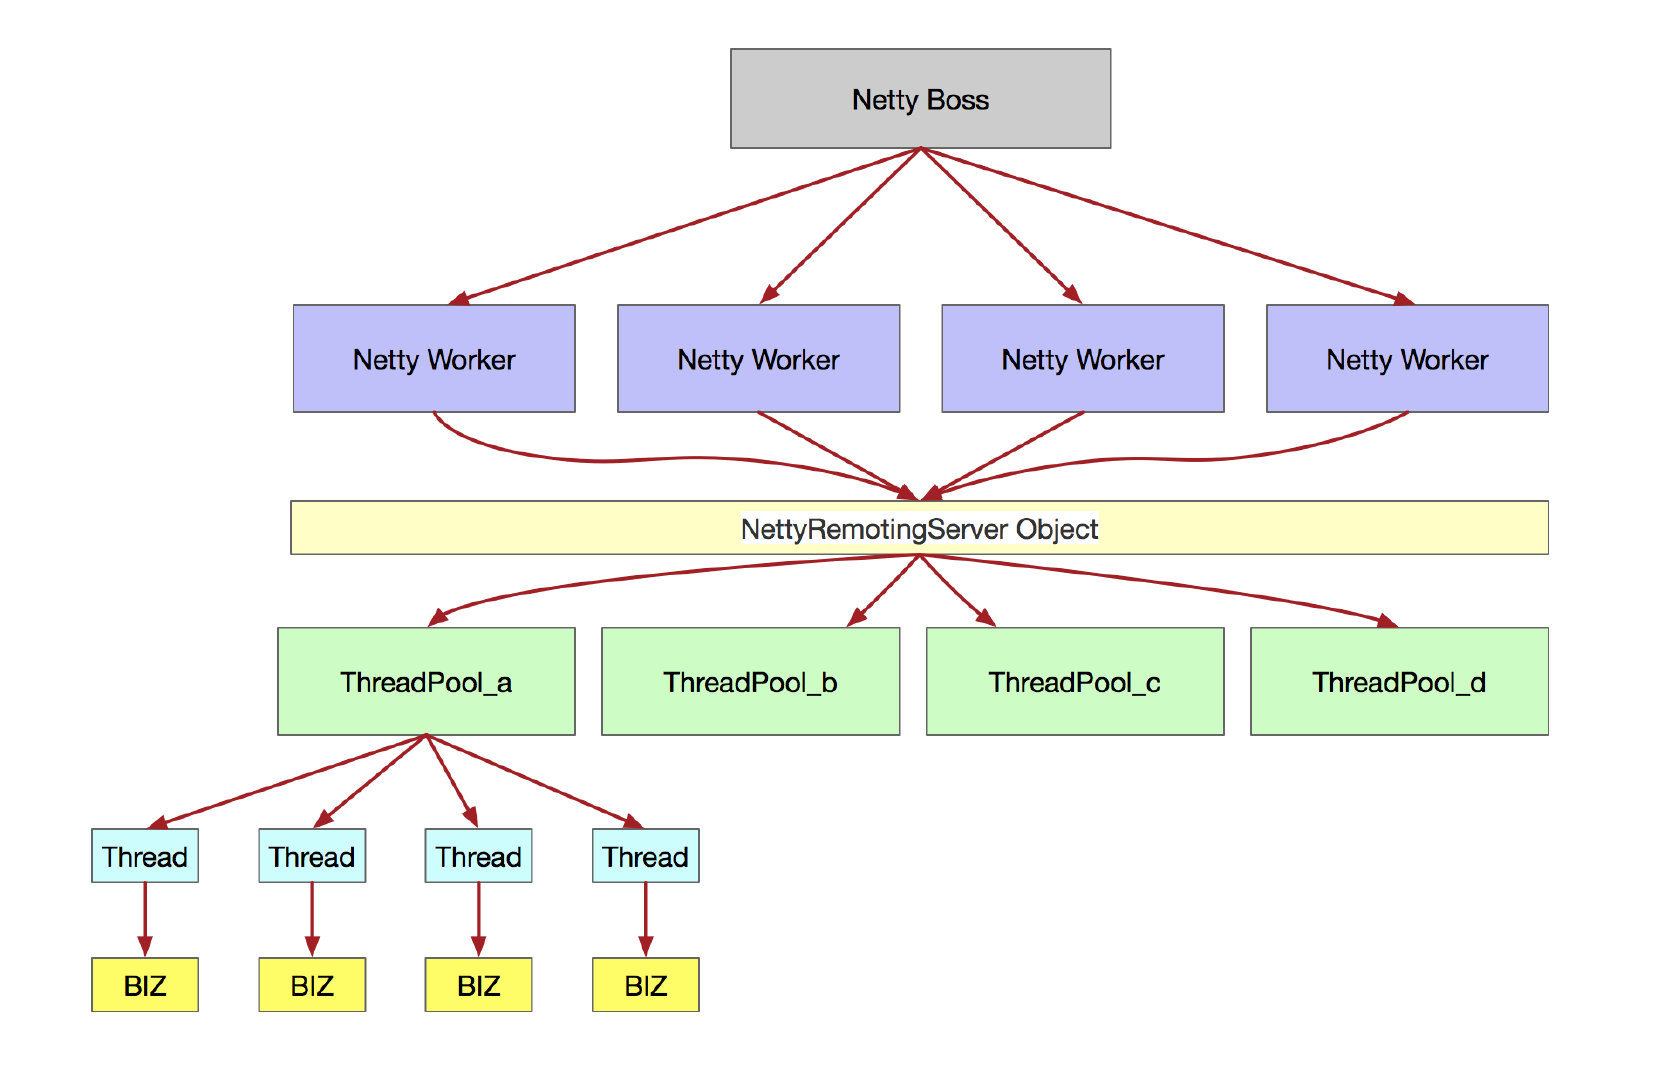 Netty Boss
Netty Worker
Netty Worker
Netty Worker
Netty Worker
NettyRemotingServer Object
ThreadPool_a
ThreadPool_b
ThreadPool_c
ThreadPool_d
Thread
Thread
Thread
Thread
BIZ
BIZ
BIZ
BIZ